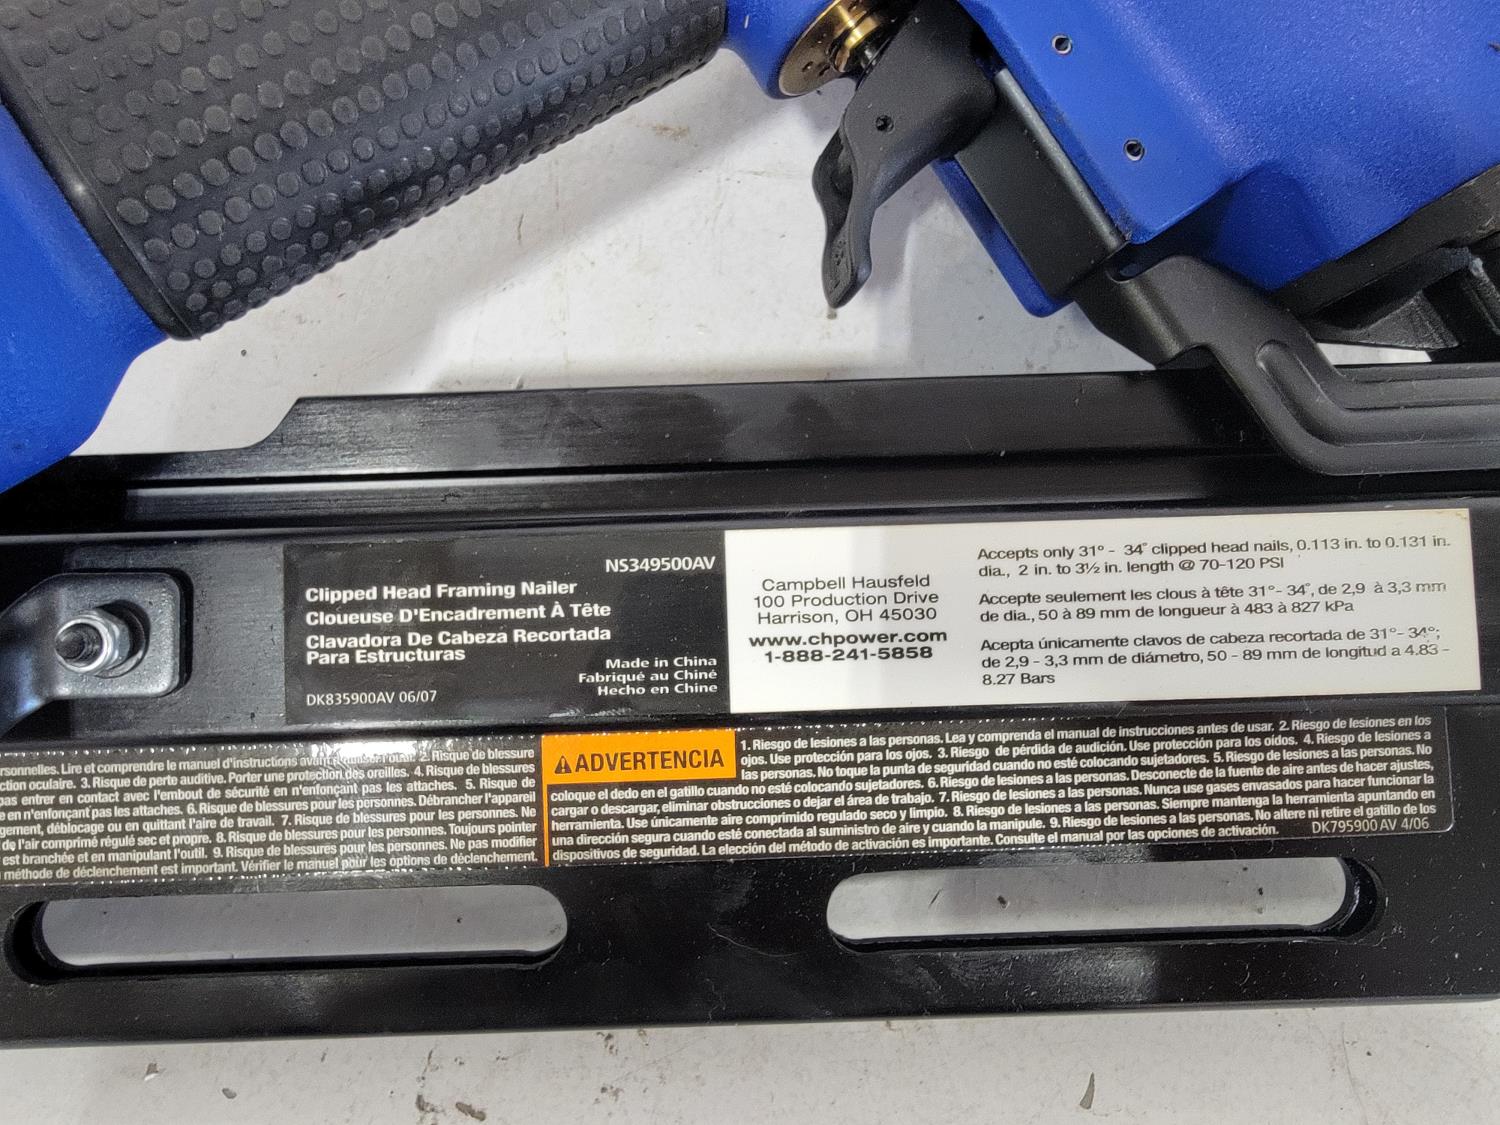 NS349500AV
Clipped Head Framing Nailer
Cloueuse D'Encadrement À Tête
Clavadora De Cabeza Recortada
Para Estructuras
Made in China
Fabriqué au Chine
Hecho en Chine
DK835900AV 06/07
Campbell Hausfeld
100 Production Drive
Harrison, OH 45030
www.chpower.com
1-888-241-5858
Accepts only 31° - 34° clipped head nails, 0.113 in. to 0.131 in.
dia., 2 in. to 3½ in. length @ 70-120 PSI
Accepte seulement les clous à tête 31°- 34°, de 2,9 à 3,3 mm
de dia., 50 à 89 mm de longueur à 483 à 827 kPa
Acepta únicamente clavos de cabeza recortada de 31°- 34°;
de 2,9 - 3,3 mm de diámetro, 50 - 89 mm de longitud a 4.83 -
8.27 Bars
sonnelles. Lire et comprendre le manuel d'instructions avant 2. Risque de blessure
ction oculaire. 3. Risque de perte auditive. Porter une protection des oreilles. 4. Risque de blessures
pas entrer en contact avec l'embout de sécurité en n'enfonçant pas les attaches. 5. Risque de
e en n'enfonçant pas les attaches. 6. Risque de blessures pour les personnes. Débrancher l'appareil
gement, déblocage ou en quittant l'aire de travail. 7. Risque de blessures pour les personnes. Ne
de l'air comprimé régulé sec et propre. 8. Risque de blessures pour les personnes. Toujours pointer
est branchée et en manipulant l'outil. 9. Risque de blessures pour les personnes. Ne pas modifier
méthode de déclenchement est important. Vérifier le manuel pour les options de déclenchement.
ADVERTENCIA
1. Riesgo de lesiones a las personas. Lea y comprenda el manual de instrucciones antes de usar. 2. Riesgo de lesiones en los
ojos. Use protección para los ojos. 3. Riesgo de pérdida de audición. Use protección para los oídos. 4. Riesgo de lesiones a
las personas. No toque la punta de seguridad cuando no esté colocando sujetadores. 5. Riesgo de lesiones a las personas. No
coloque el dedo en el gatillo cuando no esté colocando sujetadores. 6. Riesgo de lesiones a las personas. Desconecte de la fuente de aire antes de hacer ajustes,
cargar o descargar, eliminar obstrucciones o dejar el área de trabajo. 7. Riesgo de lesiones a las personas. Nunca use gases envasados para hacer funcionar la
herramienta. Use únicamente aire comprimido regulado seco y limpio. 8. Riesgo de lesiones a las personas. Siempre mantenga la herramienta apuntando en
una dirección segura cuando esté conectada al suministro de aire y cuando la manipule. 9. Riesgo de lesiones a las personas. No altere ni retire el gatillo de los
dispositivos de seguridad. La elección del método de activación es importante. Consulte el manual por las opciones de activación.
DK795900AV 4/06